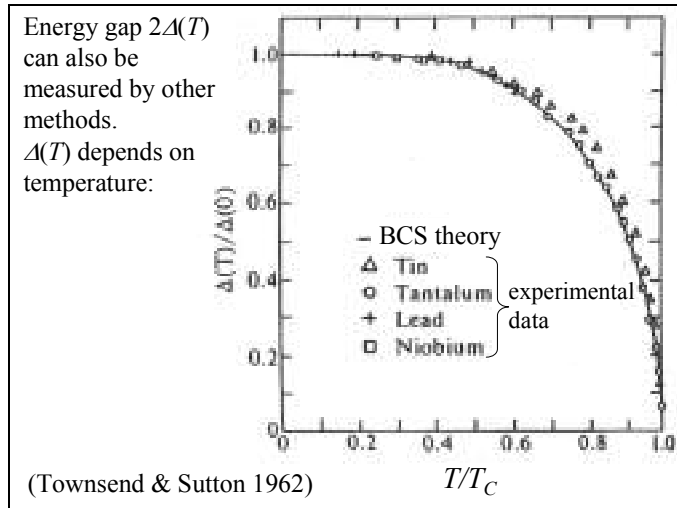 Energy gap 2Δ(T)
can also be
measured by other
methods.
Δ(T) depends on
temperature:
Δ(T)/Δ(0)
1.0
0.8
0.6
0.4
0.2
0
– BCS theory
△ Tin
○ Tantalum
+ Lead
□ Niobium
experimental
data
0 0.2 0.4 0.6 0.8 1.0
T/T_C
(Townsend & Sutton 1962)